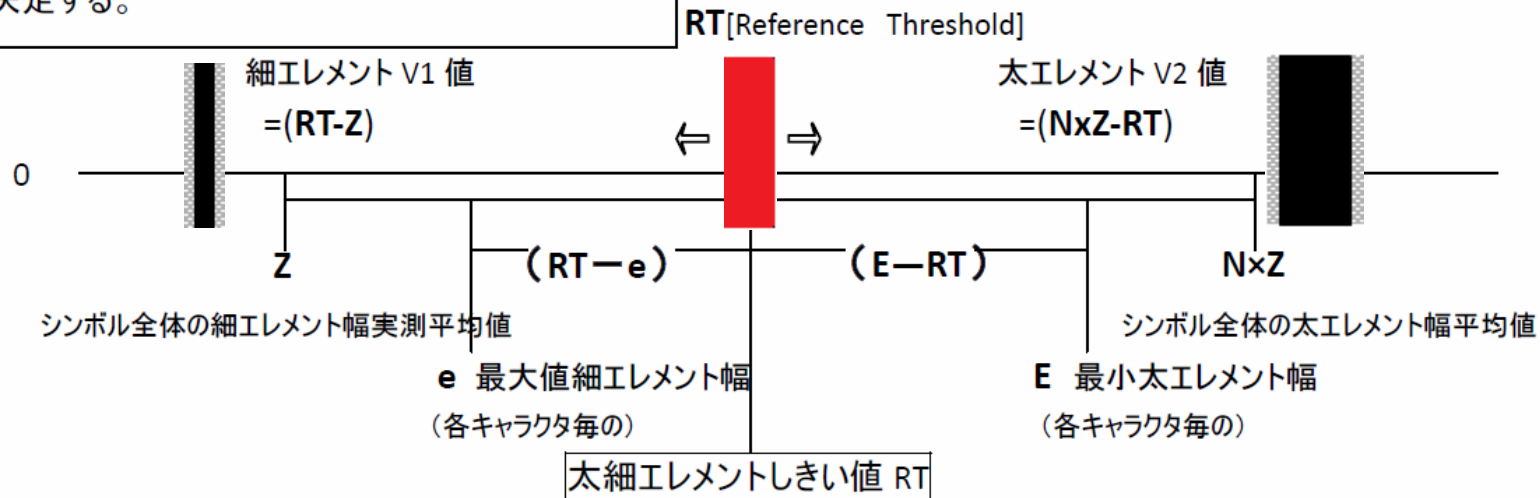 決定する。
RT[Reference Threshold]
細エレメント V1 値
=(RT-Z)
太エレメント V2 値
=(NxZ-RT)
0
Z
(RT－e)
(E—RT)
N×Z
シンボル全体の細エレメント幅実測平均値
シンボル全体の太エレメント幅平均値
e 最大値細エレメント幅
(各キャラクタ毎の)
E 最小太エレメント幅
(各キャラクタ毎の)
太細エレメントしきい値 RT